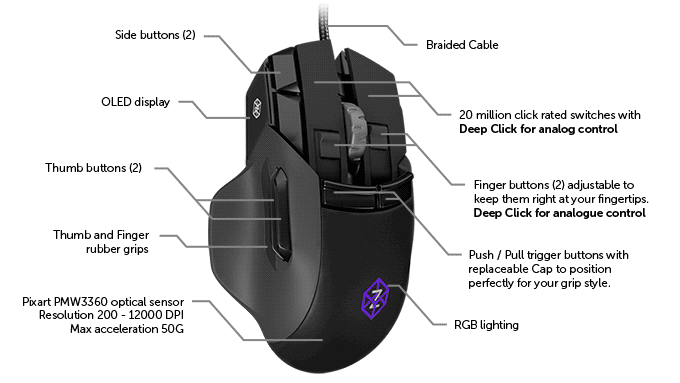 Side buttons (2)
Braided Cable
OLED display
20 million click rated switches with
Deep Click for analog control
Thumb buttons (2)
Finger buttons (2) adjustable to
keep them right at your fingertips.
Deep Click for analogue control
Thumb and Finger
rubber grips
Push / Pull trigger buttons with
replaceable Cap to position
perfectly for your grip style.
Pixart PMW3360 optical sensor
Resolution 200 - 12000 DPI
Max acceleration 50G
RGB lighting
Z